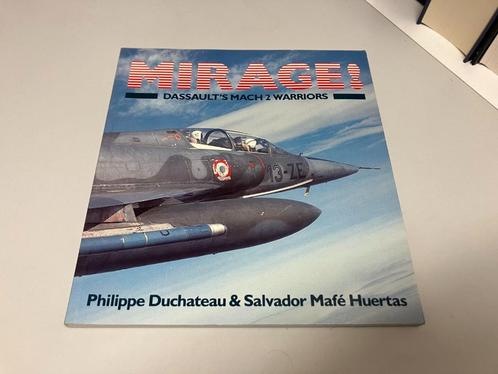 MIRAGE!
DASSAULT'S MACH 2 WARRIORS
13-ZE
Philippe Duchateau & Salvador Mafé Huertas